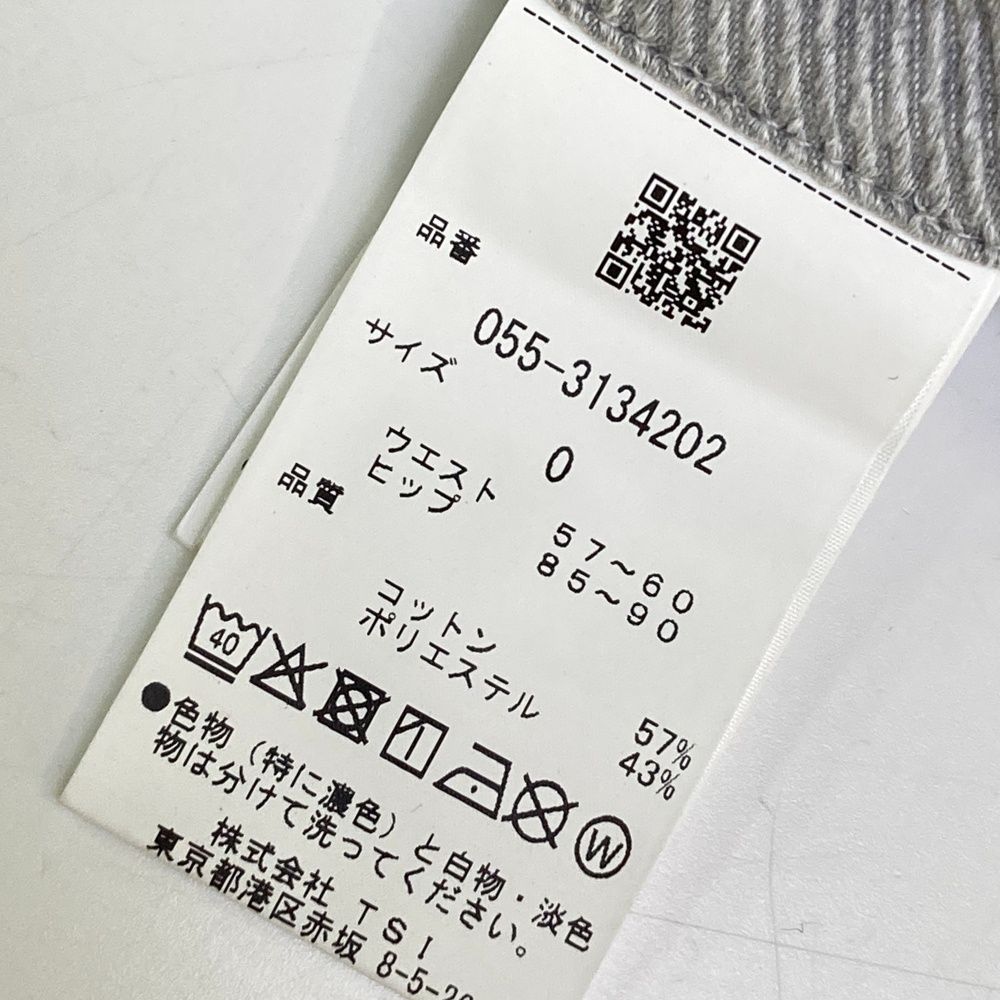 品番
055-3134202
サイズ
0
ウエスト 57~60
ヒップ 85~90
品質
コットン 57%
ポリエステル 43%
40
W
●色物(特に濃色)と白物・淡色
物は分けて洗ってください。
株式会社 TSI
東京都港区赤坂 8-5-